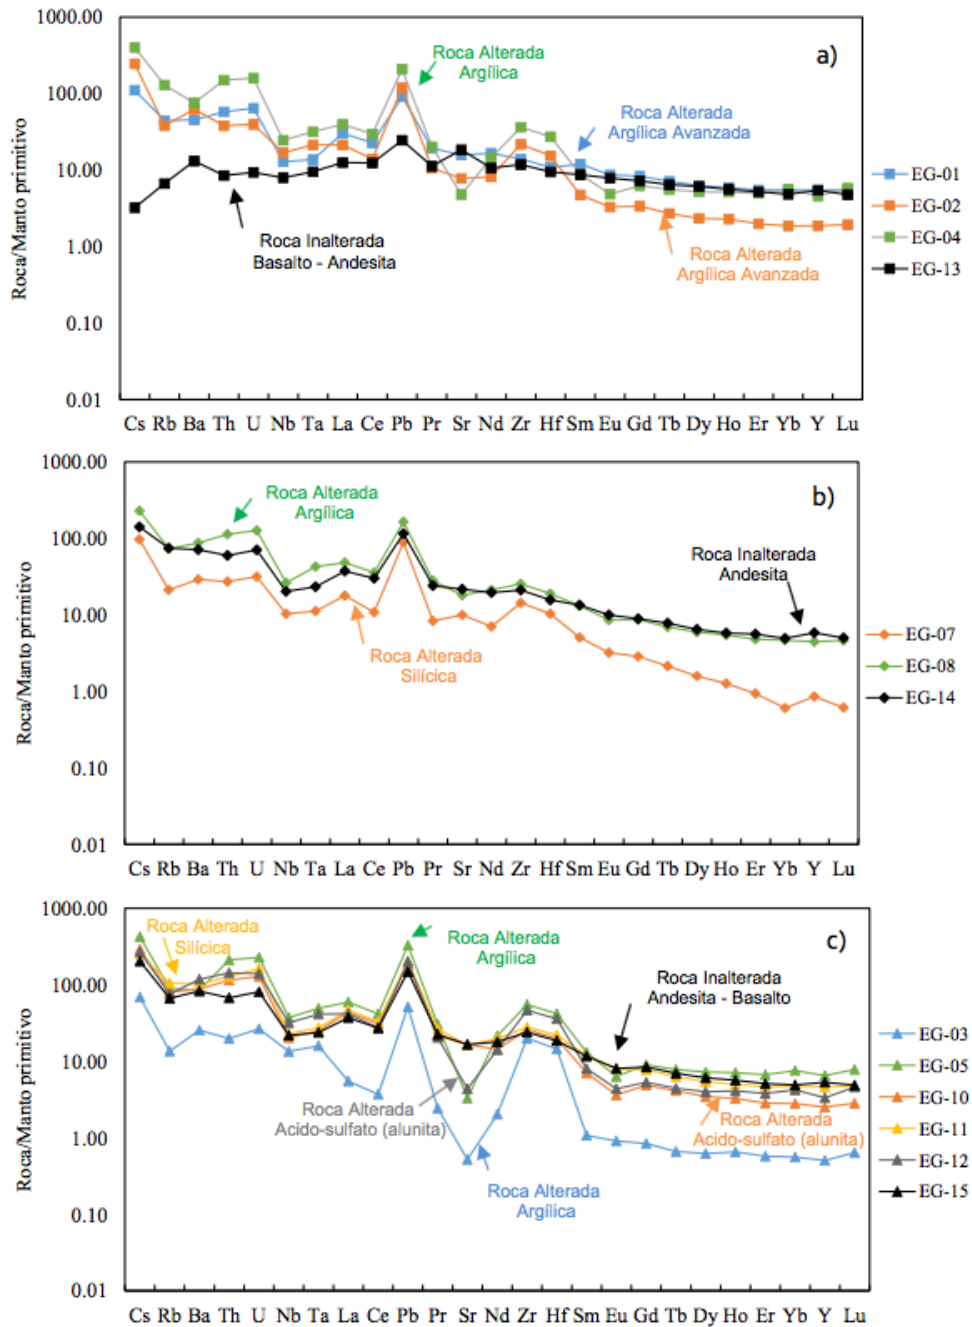 a)
Roca/Manto primitivo
1000.00
100.00
10.00
1.00
0.10
0.01
Roca Alterada
Argílica
Roca Alterada
Argílica Avanzada
Roca Inalterada
Basalto - Andesita
Roca Alterada
Argílica Avanzada
EG-01
EG-02
EG-04
EG-13
Cs Rb Ba Th U Nb Ta La Ce Pb Pr Sr Nd Zr Hf Sm Eu Gd Tb Dy Ho Er Yb Y Lu
b)
Roca/Manto primitivo
1000.00
100.00
10.00
1.00
0.10
0.01
Roca Alterada
Argílica
Roca Inalterada
Andesita
Roca Alterada
Silícica
EG-07
EG-08
EG-14
Cs Rb Ba Th U Nb Ta La Ce Pb Pr Sr Nd Zr Hf Sm Eu Gd Tb Dy Ho Er Yb Y Lu
c)
Roca/Manto primitivo
1000.00
100.00
10.00
1.00
0.10
0.01
Roca Alterada
Silícica
Roca Alterada
Argílica
Roca Inalterada
Andesita - Basalto
Roca Alterada
Acido-sulfato (alunita)
Roca Alterada
Acido-sulfato (alunita)
Roca Alterada
Argílica
EG-03
EG-05
EG-10
EG-11
EG-12
EG-15
Cs Rb Ba Th U Nb Ta La Ce Pb Pr Sr Nd Zr Hf Sm Eu Gd Tb Dy Ho Er Yb Y Lu